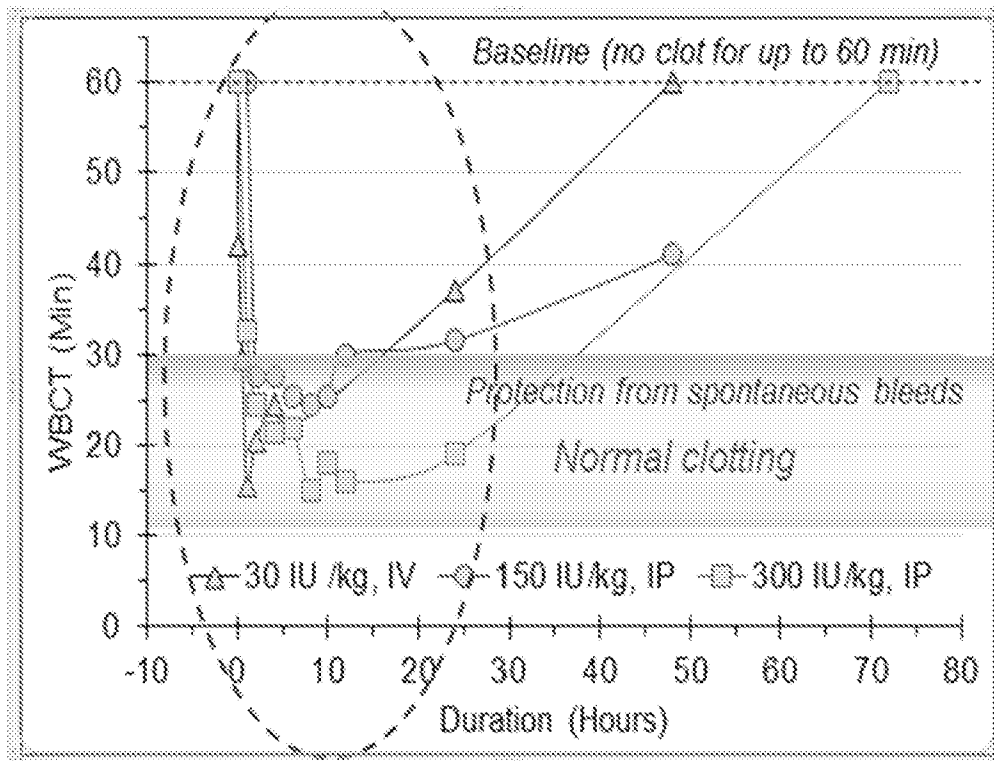 Baseline (no clot for up to 60 min)
60
50
40
30
20
10
0
WBCT (Min)
Protection from spontaneous bleeds
Normal clotting
30 IU /kg, IV
150 IU/kg, IP
300 IU/kg, IP
-10 0 10 20 30 40 50 60 70 80
Duration (Hours)